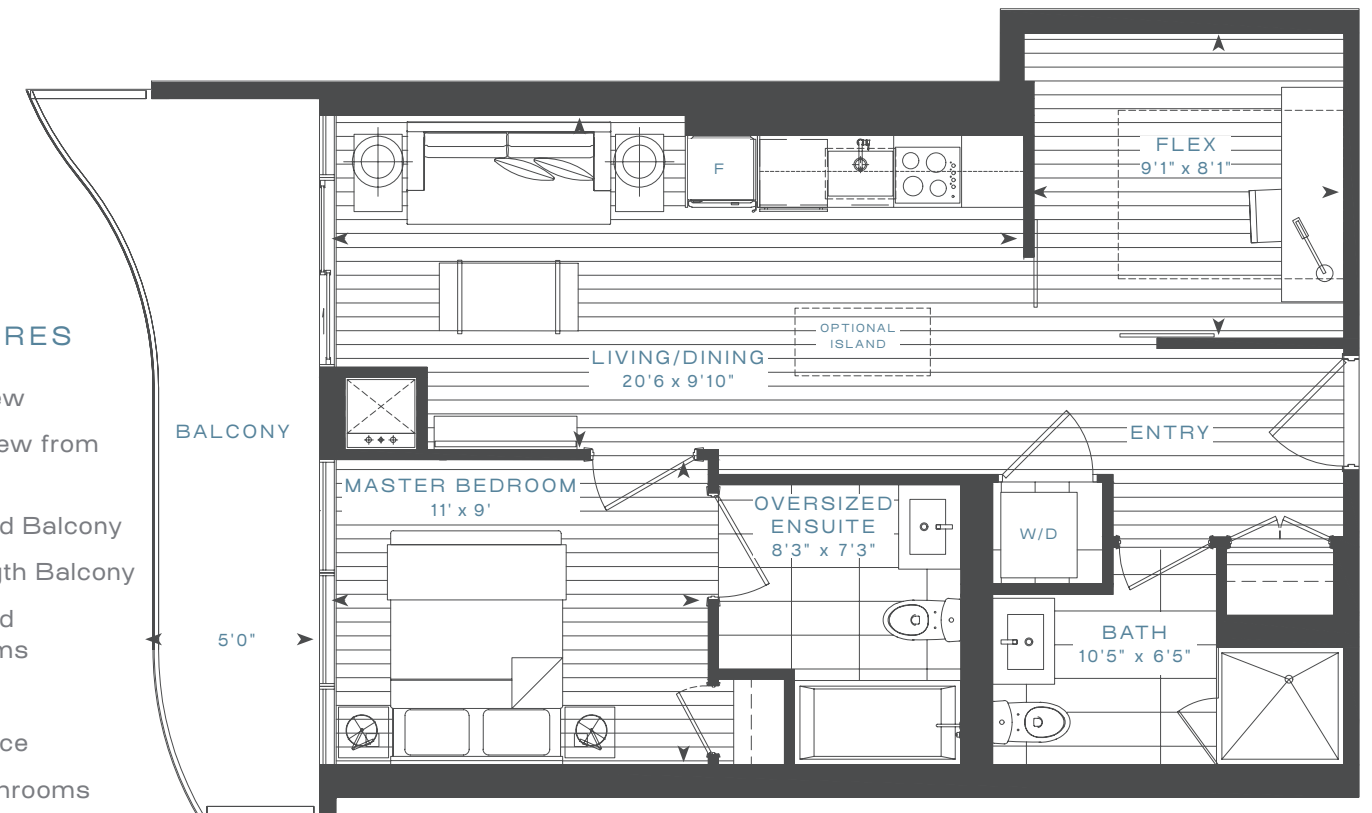 RES
ew
ew from
d Balcony
gth Balcony
d
ms
ce
hrooms
BALCONY
5'0"
F
FLEX
9'1" x 8'1"
OPTIONAL
ISLAND
LIVING/DINING
20'6 x 9'10"
ENTRY
MASTER BEDROOM
11' x 9'
OVERSIZED
ENSUITE
8'3" x 7'3"
W/D
BATH
10'5" x 6'5"